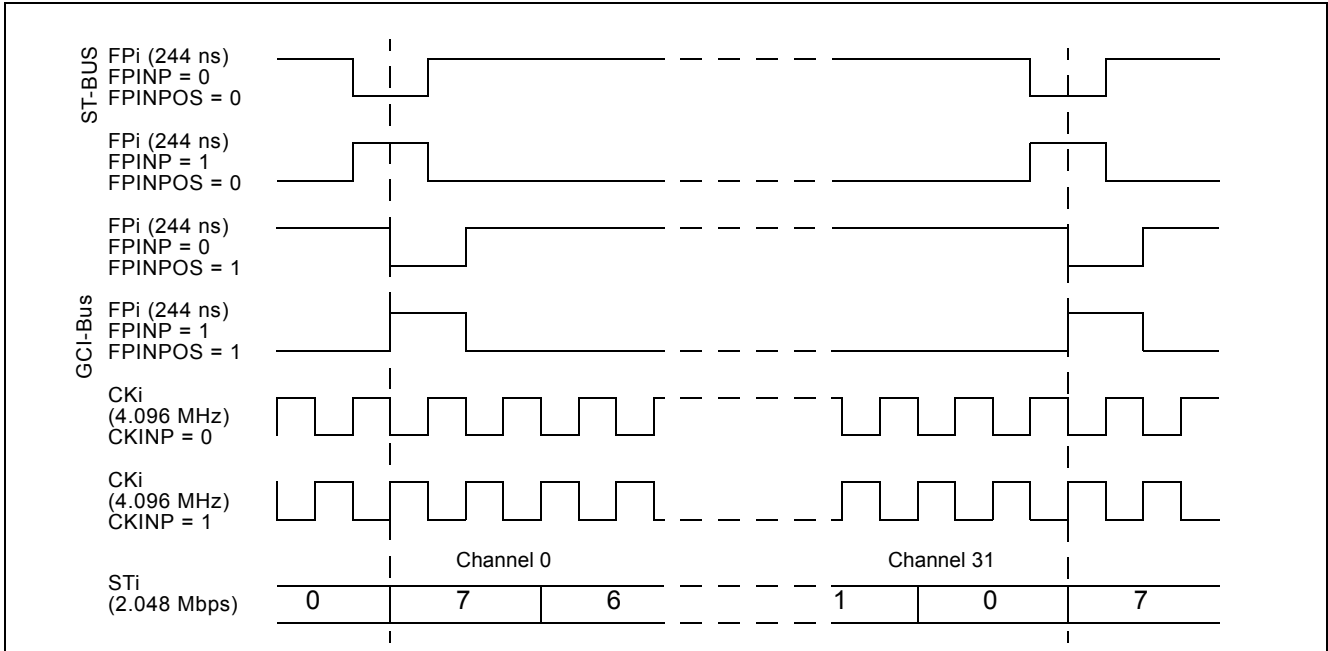 ST-BUS
FPi (244 ns)
FPINP = 0
FPINPOS = 0
FPi (244 ns)
FPINP = 1
FPINPOS = 0
FPi (244 ns)
FPINP = 0
FPINPOS = 1
GCI-Bus
FPi (244 ns)
FPINP = 1
FPINPOS = 1
CKi
(4.096 MHz)
CKINP = 0
CKi
(4.096 MHz)
CKINP = 1
Channel 0 Channel 31
STi
(2.048 Mbps) 0 7 6 1 0 7